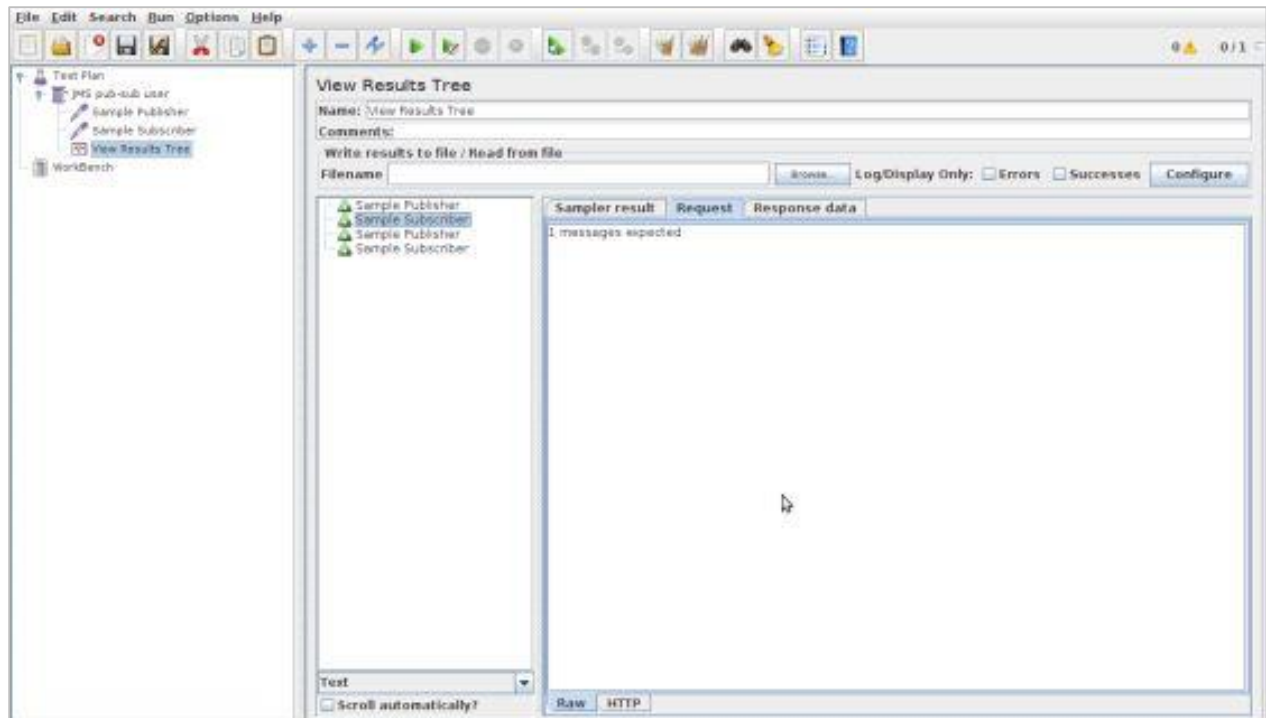 File Edit Search Run Options Help
0 0/1
Test Plan
JMS pub-sub user
Sample Publisher
Sample Subscriber
View Results Tree
WorkBench
View Results Tree
Name: View Results Tree
Comments:
Write results to file / Read from file
Filename Browse... Log/Display Only: Errors Successes Configure
Sample Publisher
Sample Subscriber
Sample Publisher
Sample Subscriber
Sampler result Request Response data
1 messages expected
Text
Scroll automatically?
Raw HTTP